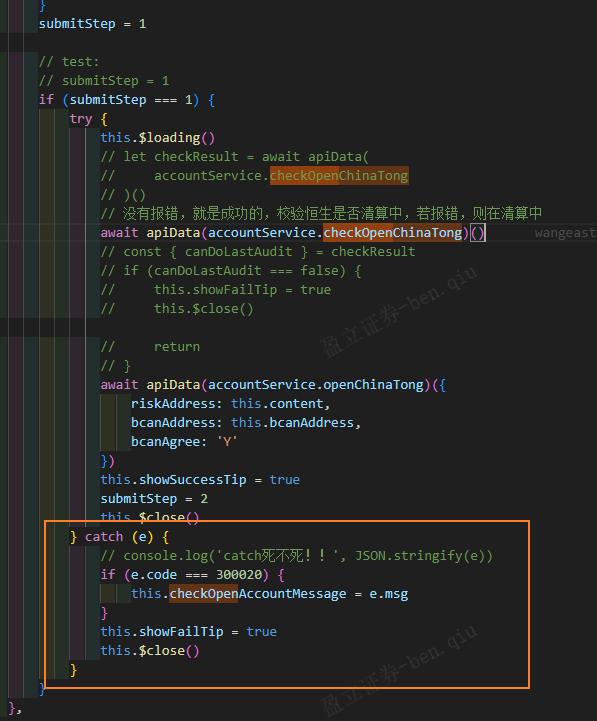 }
submitStep = 1
// test:
// submitStep = 1
if (submitStep === 1) {
try {
this.$loading()
// let checkResult = await apiData(
//     accountService.checkOpenChinaTong
// )()
// 没有报错，就是成功的，校验恒生是否清算中，若报错，则在清算中
await apiData(accountService.checkOpenChinaTong)()     wangeast
// const { canDoLastAudit } = checkResult
// if (canDoLastAudit === false) {
//     this.showFailTip = true
//     this.$close()
//     return
// }
await apiData(accountService.openChinaTong)({
riskAddress: this.content,
bcanAddress: this.bcanAddress,
bcanAgree: 'Y'
})
this.showSuccessTip = true
submitStep = 2
this.$close()
} catch (e) {
// console.log('catch死不死！！', JSON.stringify(e))
if (e.code === 300020) {
this.checkOpenAccountMessage = e.msg
}
this.showFailTip = true
this.$close()
}
}
},
盈立证券-ben.qiu
盈立证券-ben.qiu